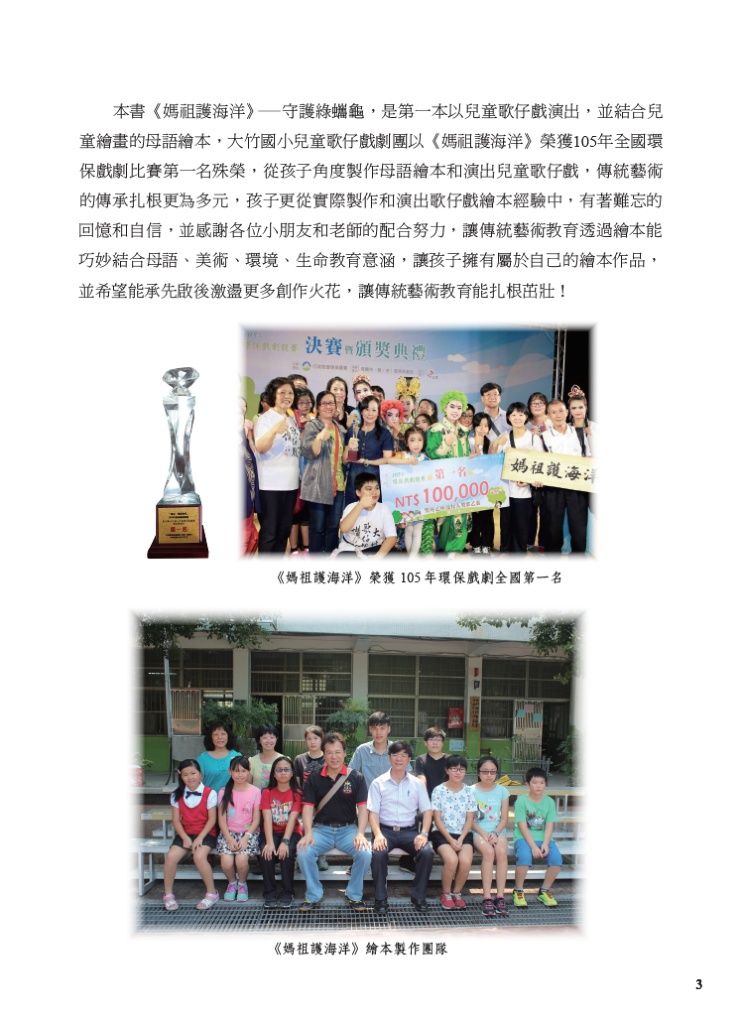 本書《媽祖護海洋》──守護綠蠵龜，是第一本以兒童歌仔戲演出，並結合兒
童繪畫的母語繪本，大竹國小兒童歌仔戲劇團以《媽祖護海洋》榮獲105年全國環
保戲劇比賽第一名殊榮，從孩子角度製作母語繪本和演出兒童歌仔戲，傳統藝術
的傳承扎根更為多元，孩子更從實際製作和演出歌仔戲繪本經驗中，有著難忘的
回憶和自信，並感謝各位小朋友和老師的配合努力，讓傳統藝術教育透過繪本能
巧妙結合母語、美術、環境、生命教育意涵，讓孩子擁有屬於自己的繪本作品，
並希望能承先啟後激盪更多創作火花，讓傳統藝術教育能扎根茁壯！
決賽暨頒獎典禮
第一名
NT$ 100,000
媽祖護海洋
第一名
《媽祖護海洋》榮獲 105 年環保戲劇全國第一名
《媽祖護海洋》繪本製作團隊
3